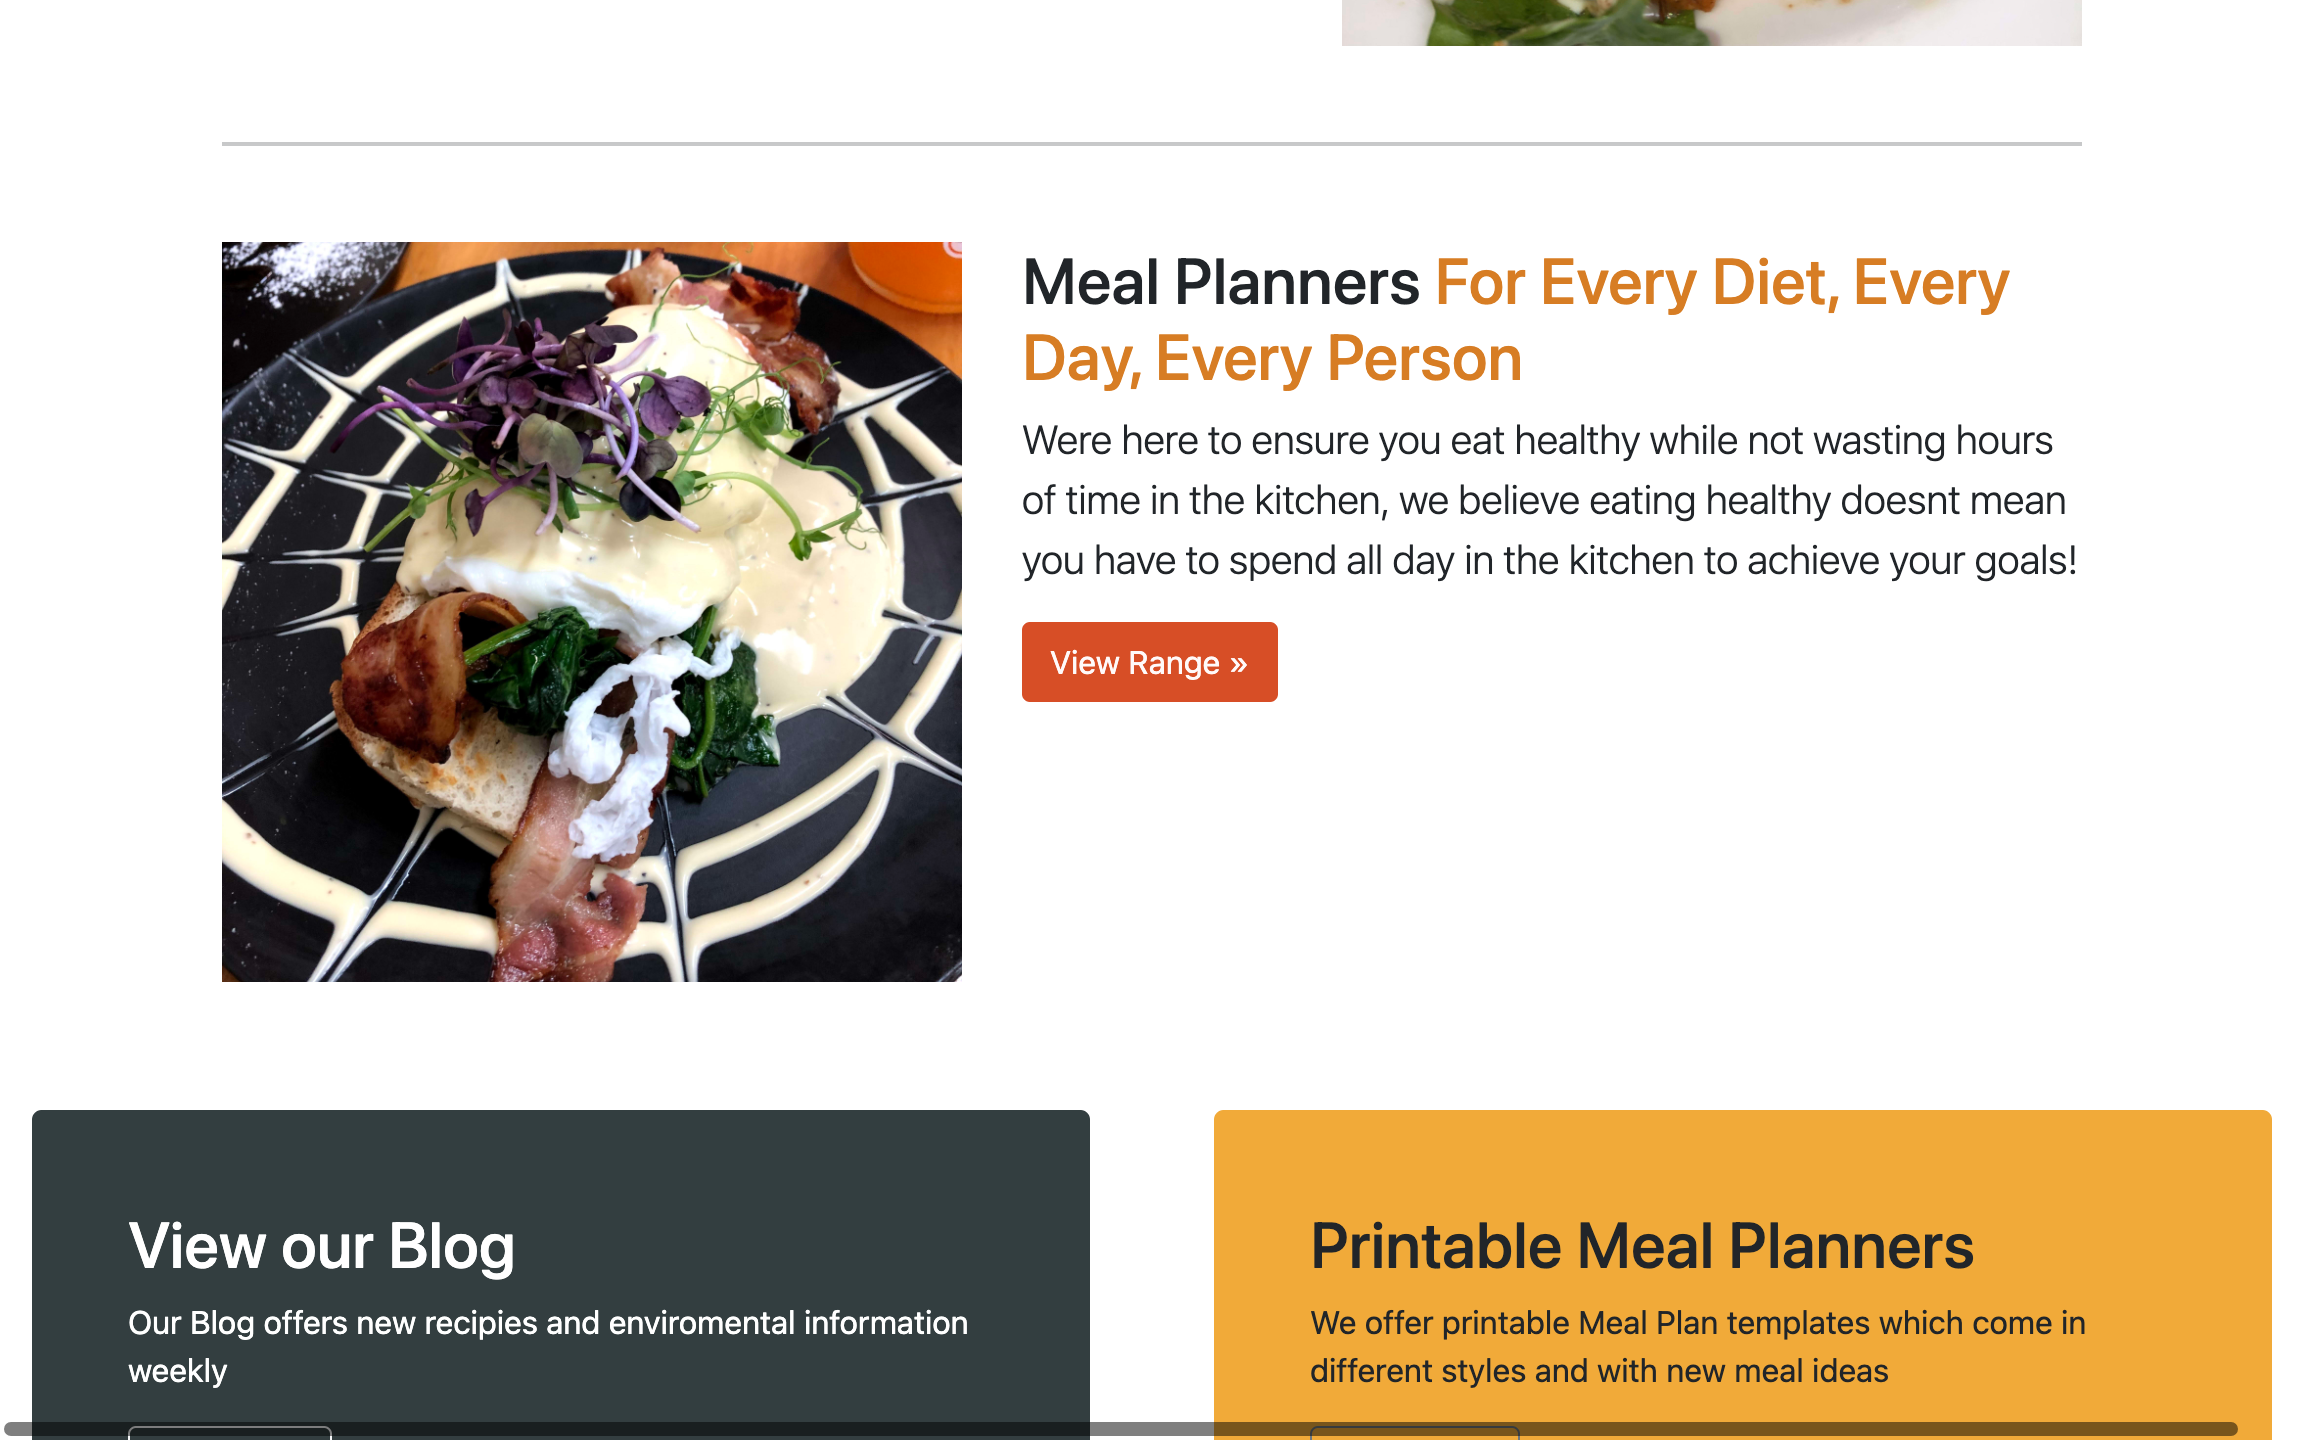 Meal Planners For Every Diet, Every
Day, Every Person
Were here to ensure you eat healthy while not wasting hours
of time in the kitchen, we believe eating healthy doesnt mean
you have to spend all day in the kitchen to achieve your goals!
View Range »
View our Blog
Our Blog offers new recipies and enviromental information
weekly
Printable Meal Planners
We offer printable Meal Plan templates which come in
different styles and with new meal ideas